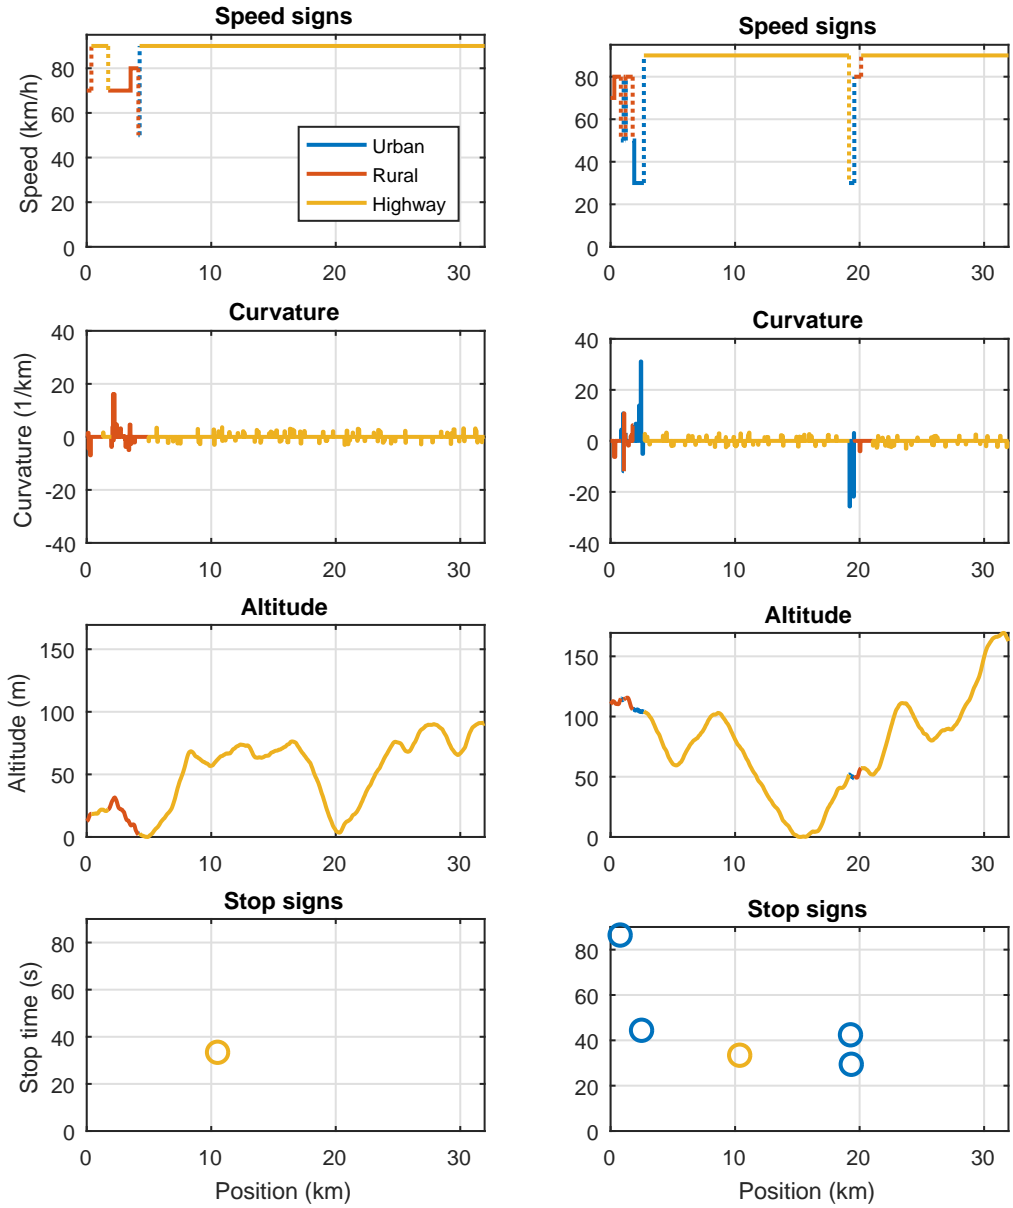 Speed signs
Speed (km/h)
80
60
40
20
0
0 10 20 30
Urban
Rural
Highway
Speed signs
80
60
40
20
0
0 10 20 30
Curvature
Curvature (1/km)
40
20
0
-20
-40
0 10 20 30
Curvature
40
20
0
-20
-40
0 10 20 30
Altitude
Altitude (m)
150
100
50
0
0 10 20 30
Altitude
150
100
50
0
0 10 20 30
Stop signs
Stop time (s)
80
60
40
20
0
0 10 20 30
Position (km)
Stop signs
80
60
40
20
0
0 10 20 30
Position (km)